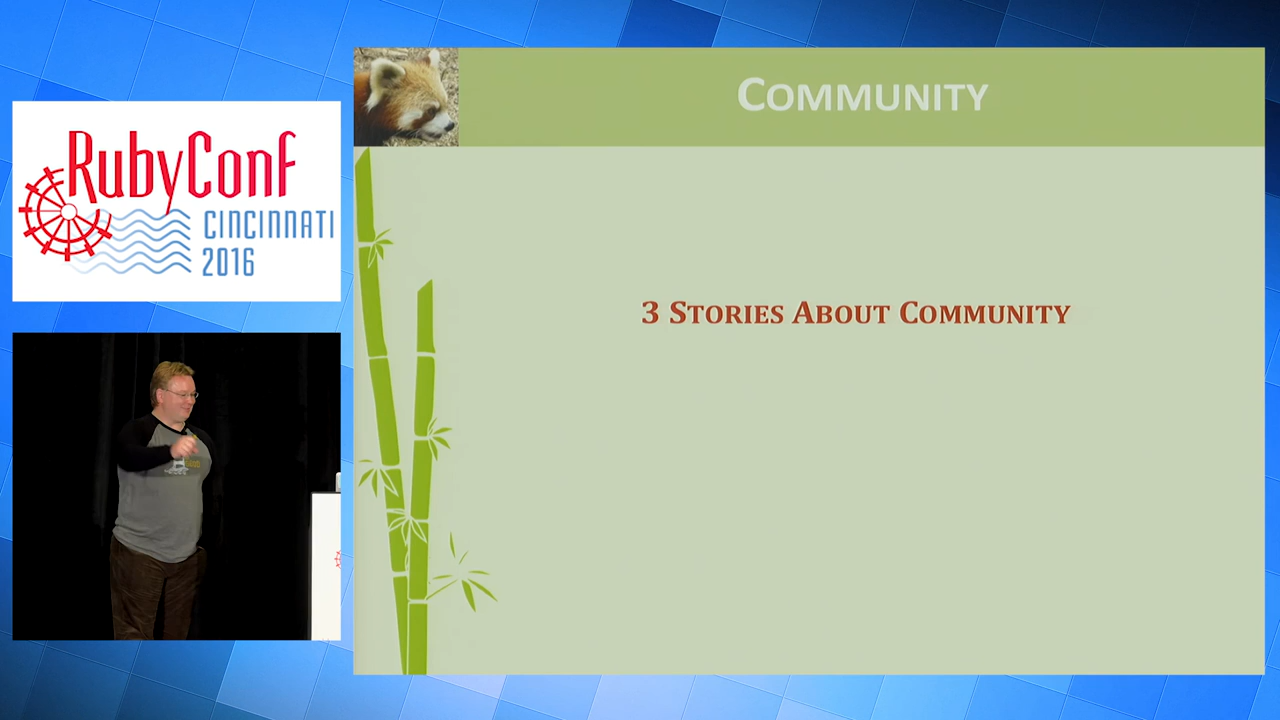 RubyConf
CINCINNATI
2016
COMMUNITY
3 STORIES ABOUT COMMUNITY